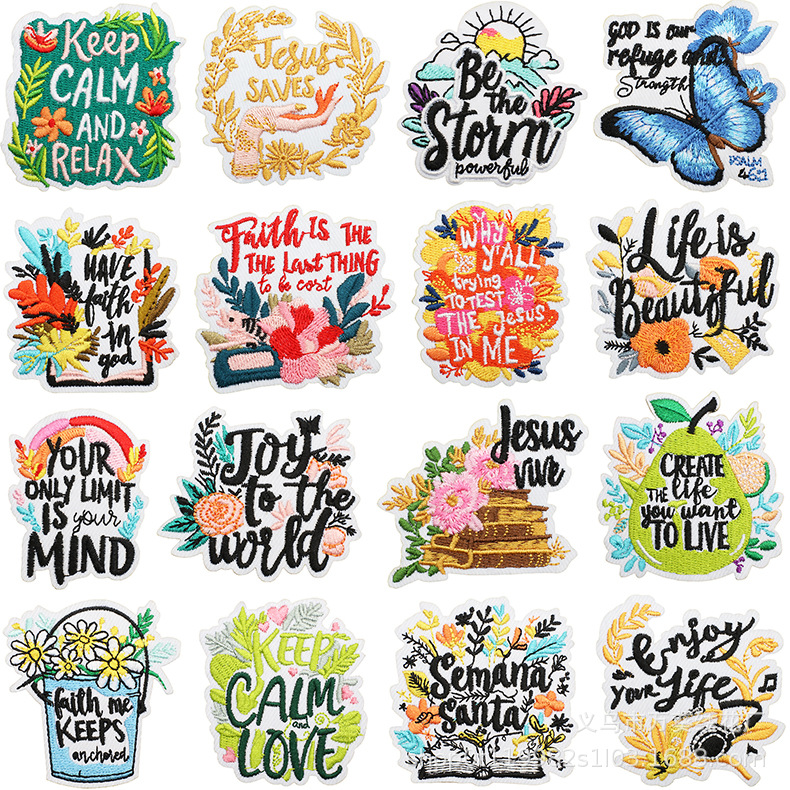 Keep
CALM
AND
RELAX
Jesus
SAVES
Be
the
Storm
powerful
GOD IS our
refuge and
Strength
PSALM
46:1
HAVE
faith
in
god
Faith IS THE
THE LAST THING
to be cost
WHY
Y'ALL
trying
TO TEST
THE Jesus
IN ME
Life is
Beautiful
YOUR
ONLY LIMIT
IS your
MIND
Joy
to the
world
Jesus
vive
CREATE
THE life
you want
TO LIVE
faith me
KEEPS
anchored
KEEP
CALM
and
LOVE
Semana
Santa
Enjoy
YOUR Life